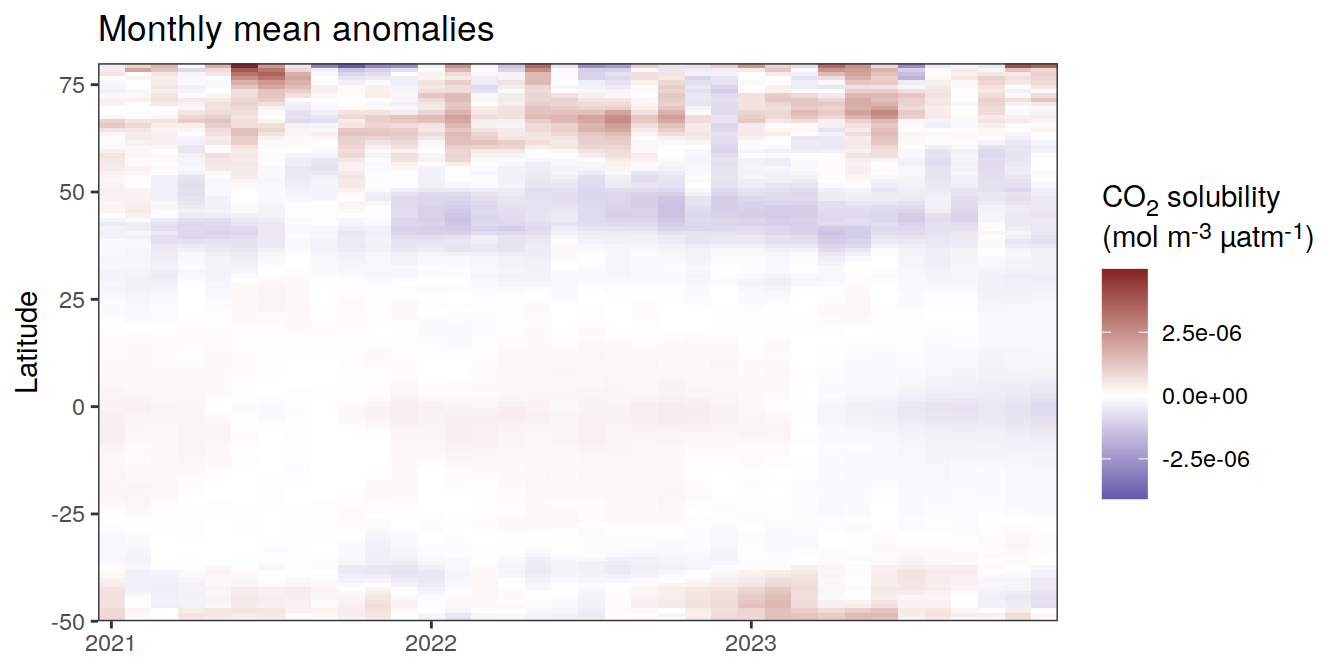 Monthly mean anomalies
Latitude
75
50
25
0
-25
-50
2021
2022
2023
CO2 solubility
(mol m-3 µatm-1)
2.5e-06
0.0e+00
-2.5e-06